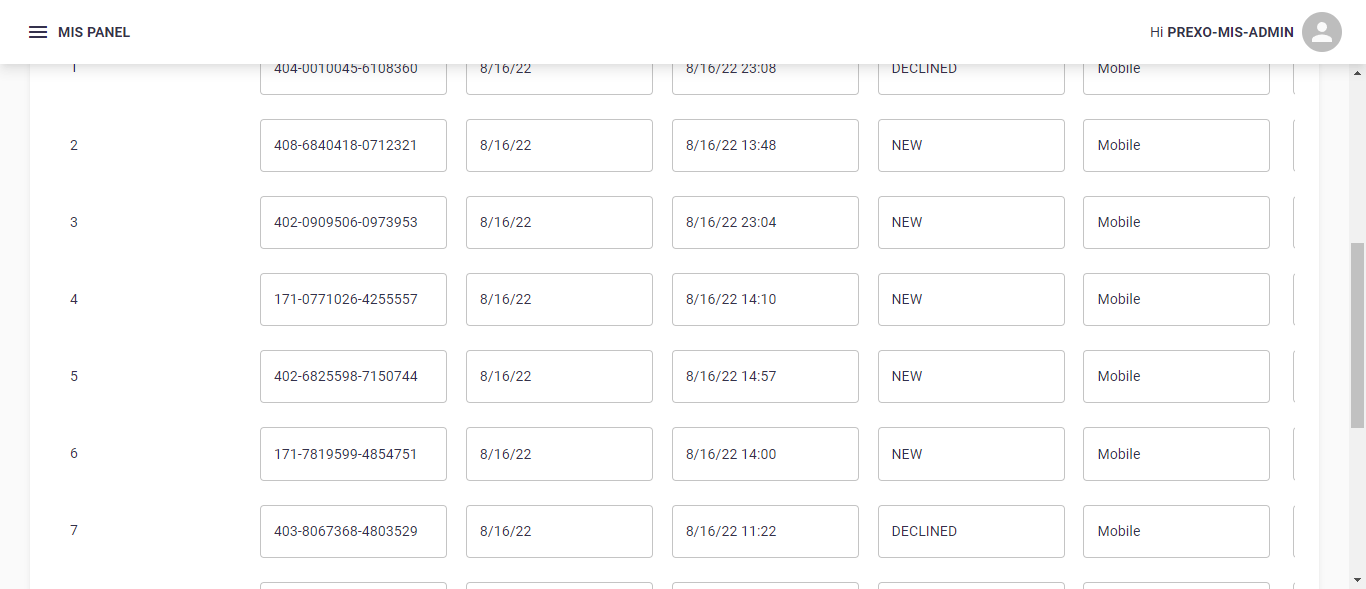 MIS PANEL
Hi PREXO-MIS-ADMIN
1 404-0010045-6108360 8/16/22 8/16/22 23:08 DECLINED Mobile
2 408-6840418-0712321 8/16/22 8/16/22 13:48 NEW Mobile
3 402-0909506-0973953 8/16/22 8/16/22 23:04 NEW Mobile
4 171-0771026-4255557 8/16/22 8/16/22 14:10 NEW Mobile
5 402-6825598-7150744 8/16/22 8/16/22 14:57 NEW Mobile
6 171-7819599-4854751 8/16/22 8/16/22 14:00 NEW Mobile
7 403-8067368-4803529 8/16/22 8/16/22 11:22 DECLINED Mobile